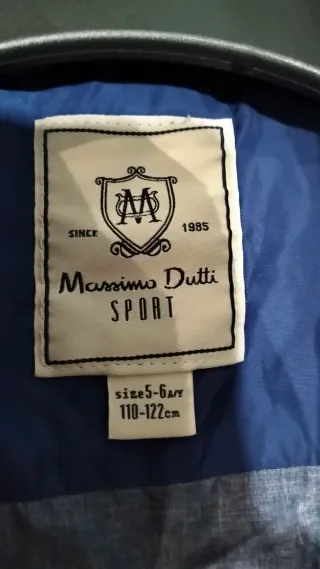 M
SINCE 1985
Massimo Dutti
SPORT
size5-6A/Y
110-122cm